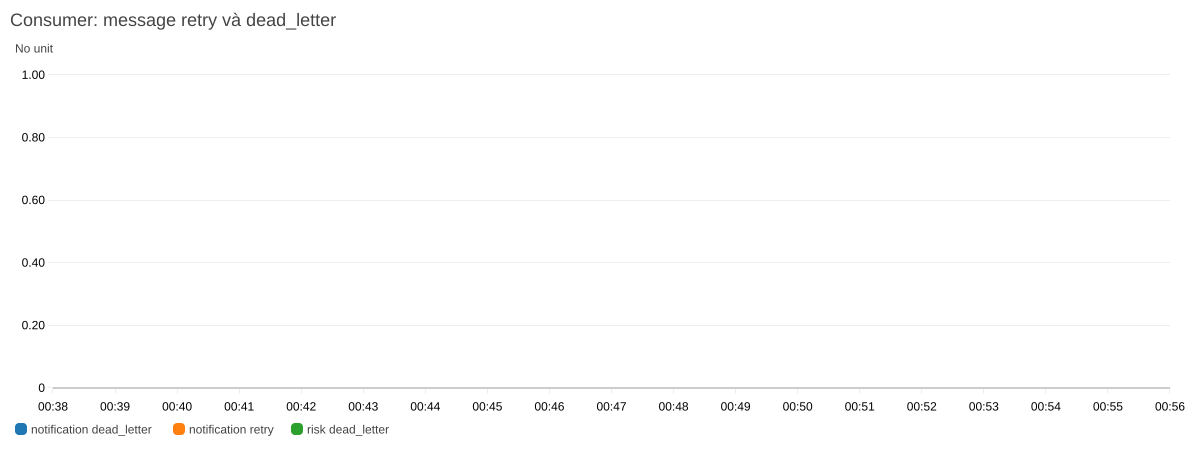 Consumer: message retry và dead_letter
No unit
1.00
0.80
0.60
0.40
0.20
0
00:38 00:39 00:40 00:41 00:42 00:43 00:44 00:45 00:46 00:47 00:48 00:49 00:50 00:51 00:52 00:53 00:54 00:55 00:56
notification dead_letter notification retry risk dead_letter